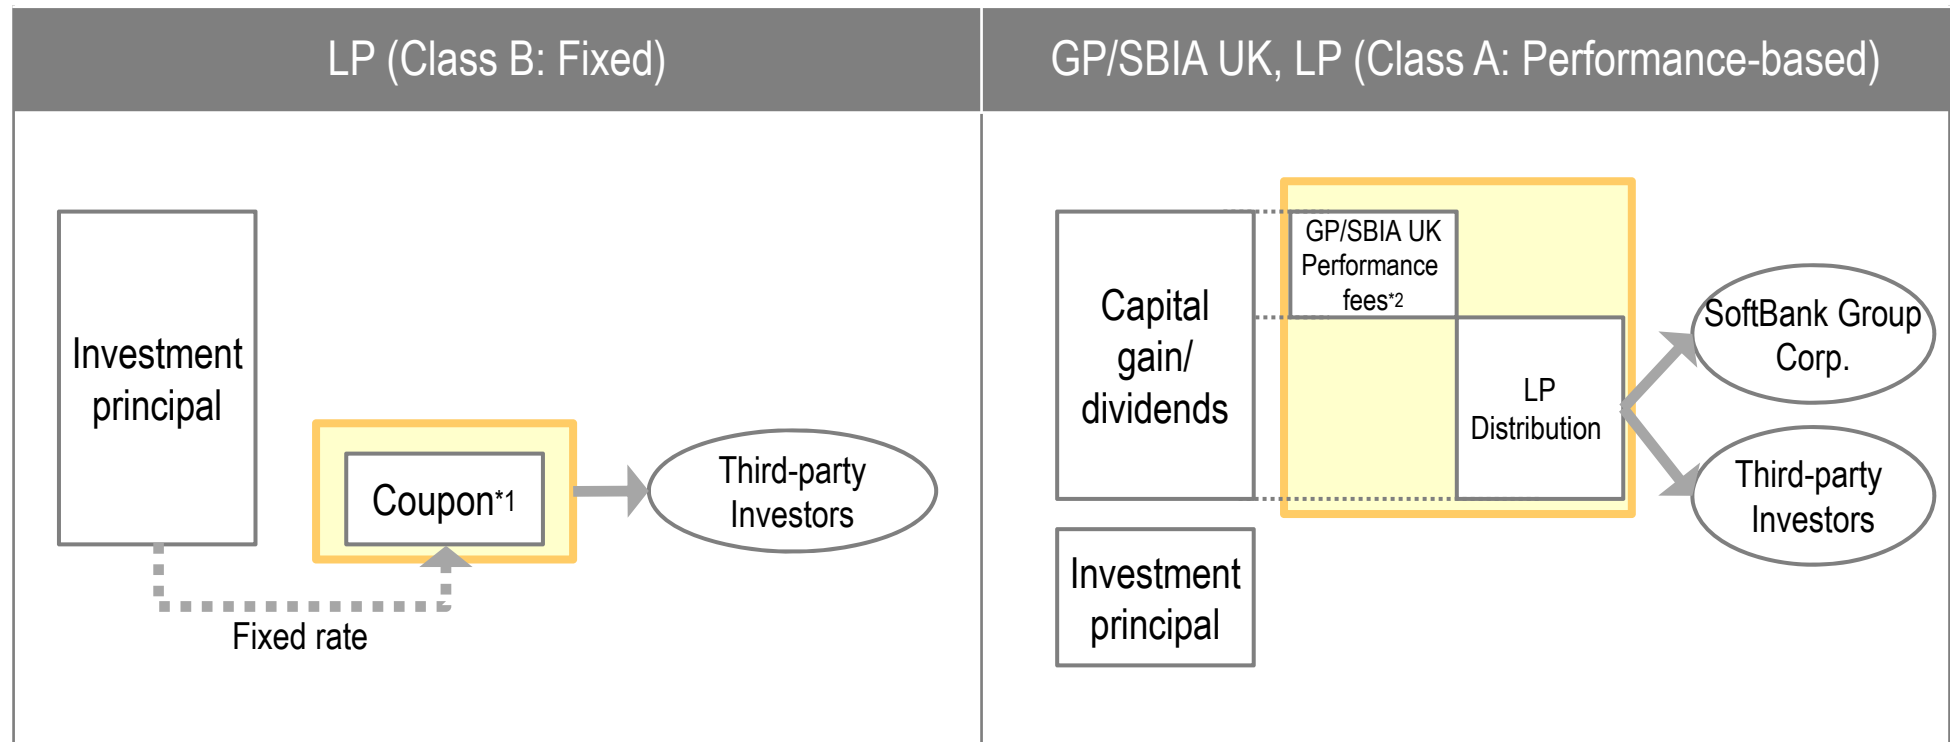 LP (Class B: Fixed)
GP/SBIA UK, LP (Class A: Performance-based)
Investment
principal
Coupon*1
Third-party
Investors
Fixed rate
Capital
gain/
dividends
GP/SBIA UK
Performance
fees*2
LP
Distribution
SoftBank Group
Corp.
Third-party
Investors
Investment
principal